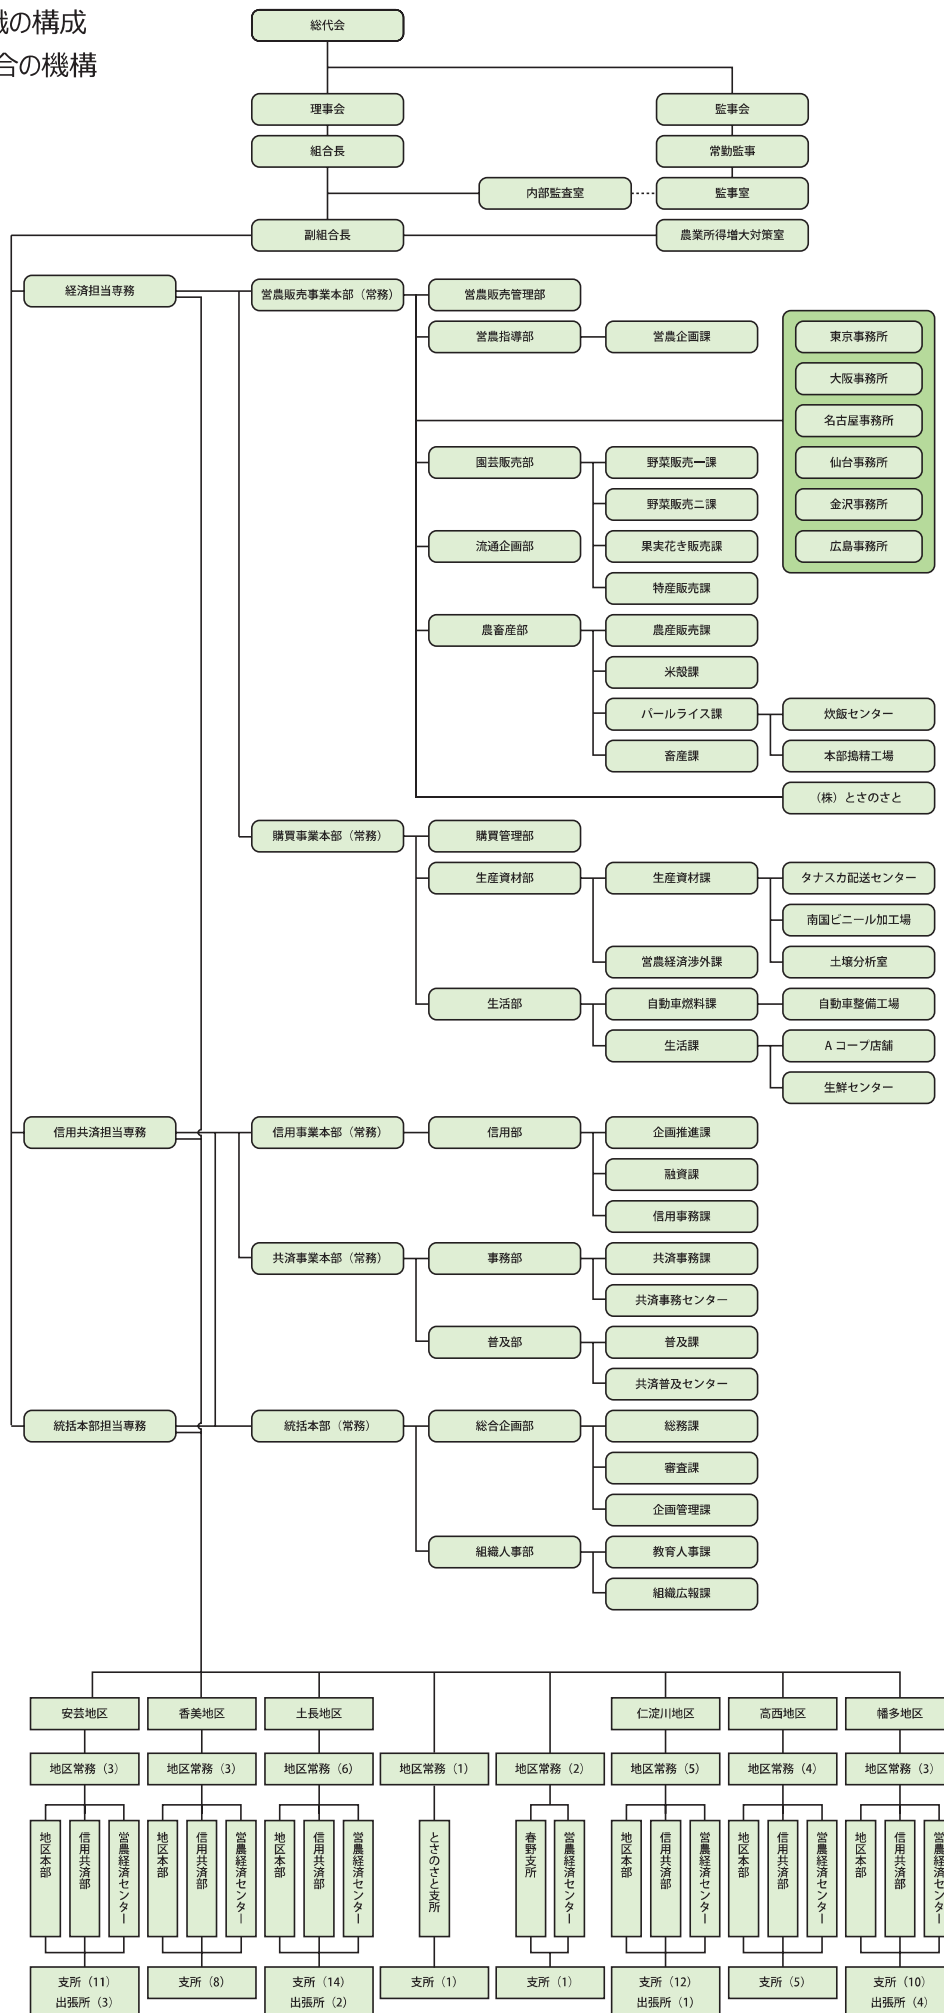 の構成
合の機構
総代会
理事会
監事会
組合長
常勤監事
内部監査室
監事室
副組合長
農業所得増大対策室
経済担当専務
営農販売事業本部（常務）
営農販売管理部
営農指導部
営農企画課
東京事務所
大阪事務所
名古屋事務所
園芸販売部
野菜販売一課
仙台事務所
野菜販売二課
金沢事務所
流通企画部
果実花き販売課
広島事務所
特産販売課
農畜産部
農産販売課
米殻課
パールライス課
炊飯センター
畜産課
本部搗精工場
（株）とさのさと
購買事業本部（常務）
購買管理部
生産資材部
生産資材課
タナスカ配送センター
南国ビニール加工場
営農経済渉外課
土壌分析室
生活部
自動車燃料課
自動車整備工場
生活課
A コープ店舗
生鮮センター
信用共済担当専務
信用事業本部（常務）
信用部
企画推進課
融資課
信用事務課
共済事業本部（常務）
事務部
共済事務課
共済事務センター
普及部
普及課
共済普及センター
統括本部担当専務
統括本部（常務）
総合企画部
総務課
審査課
企画管理課
組織人事部
教育人事課
組織広報課
安芸地区
香美地区
土長地区
仁淀川地区
高西地区
幡多地区
地区常務（3）
地区常務（3）
地区常務（6）
地区常務（1）
地区常務（2）
地区常務（5）
地区常務（4）
地区常務（3）
地区本部
信用共済部
営農経済センター
地区本部
信用共済部
営農経済センター
地区本部
信用共済部
営農経済センター
とさのさと支所
春野支所
営農経済センター
地区本部
信用共済部
営農経済センター
地区本部
信用共済部
営農経済センター
地区本部
信用共済部
営農経済センター
支所（11）
出張所（3）
支所（8）
支所（14）
出張所（2）
支所（1）
支所（1）
支所（12）
出張所（1）
支所（5）
支所（10）
出張所（4）